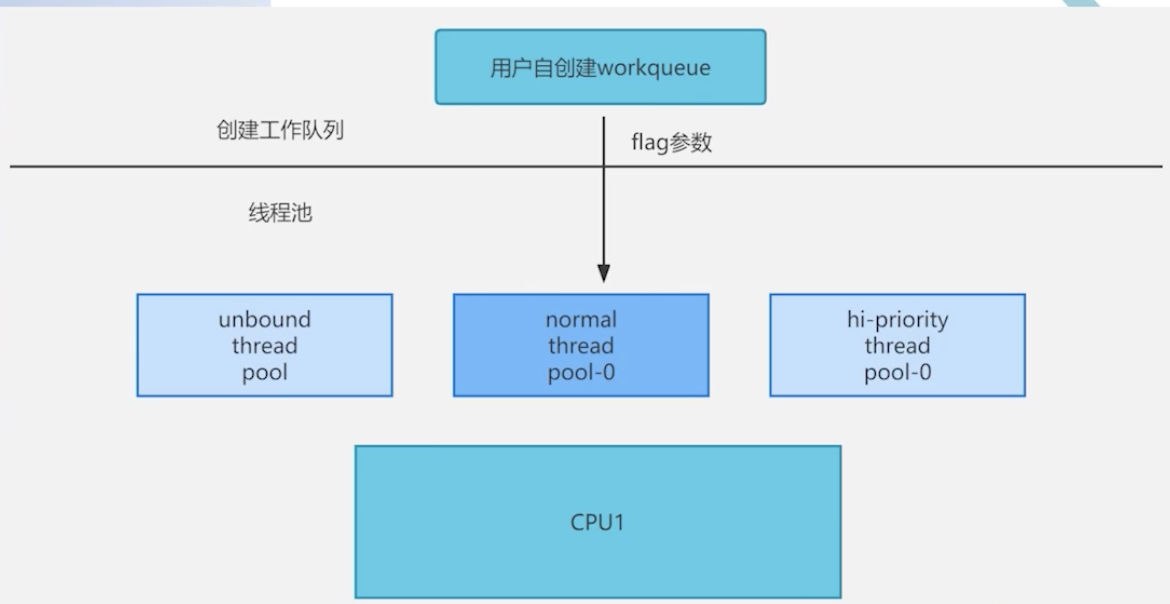 用户自创建workqueue
创建工作队列
flag参数
线程池
unbound
thread
pool
normal
thread
pool-0
hi-priority
thread
pool-0
CPU1